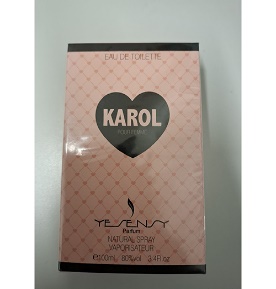 EAU DE TOILETTE
KAROL
POUR FEMME
YESENSY
Parfum
NATURAL SPRAY
VAPORISATEUR
℮100mL 80%vol 3.4Fl oz